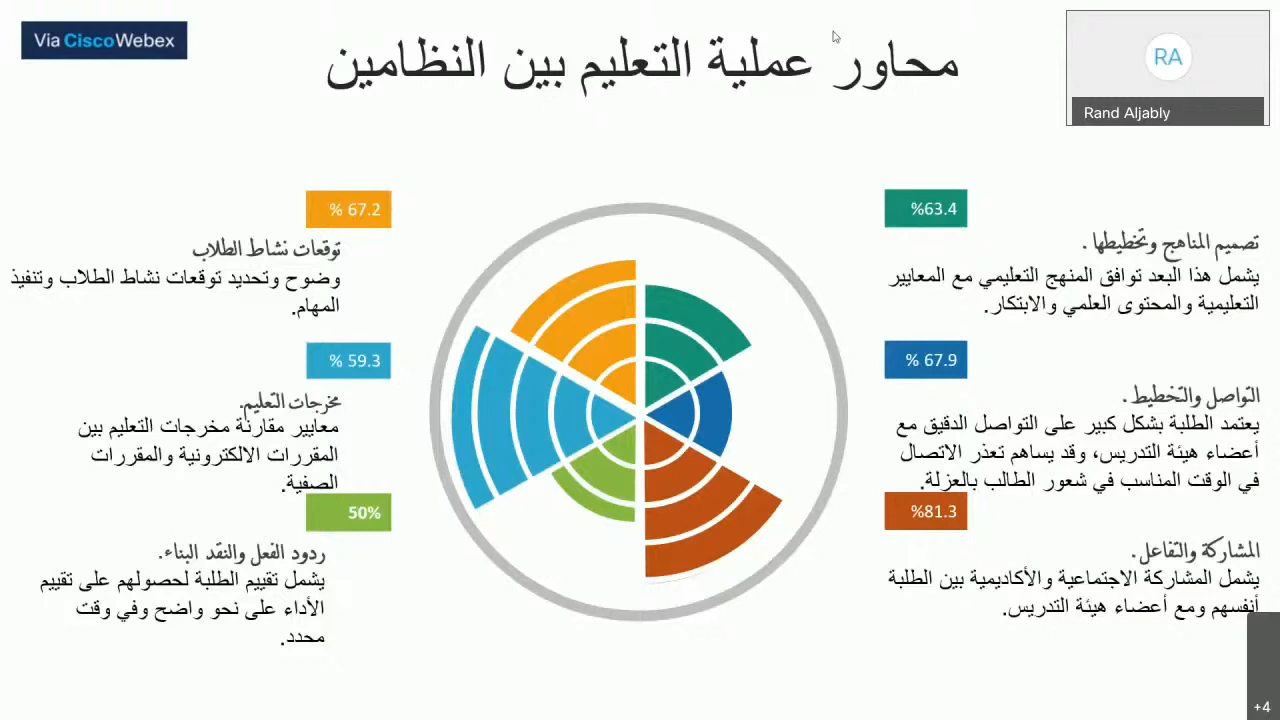 Via CiscoWebex
محاور عملية التعليم بين النظامين
RA
Rand Aljably
%63.4
تصميم المناهج وتخطيطها .
يشمل هذا البعد توافق المنهج التعليمي مع المعايير
التعليمية والمحتوى العلمي والابتكار.
% 67.9
التواصل والتخطيط .
يعتمد الطلبة بشكل كبير على التواصل الدقيق مع
أعضاء هيئة التدريس، وقد يساهم تعذر الاتصال
في الوقت المناسب في شعور الطالب بالعزلة.
%81.3
المشاركة والتفاعل.
يشمل المشاركة الاجتماعية والأكاديمية بين الطلبة
أنفسهم ومع أعضاء هيئة التدريس.
% 67.2
توقعات نشاط الطلاب
وضوح وتحديد توقعات نشاط الطلاب وتنفيذ
المهام.
% 59.3
مخرجات التعليم.
معايير مقارنة مخرجات التعليم بين
المقررات الالكترونية والمقررات
الصفية.
50%
ردود الفعل والنقد البناء.
يشمل تقييم الطلبة لحصولهم على تقييم
الأداء على نحو واضح وفي وقت
محدد.
+4